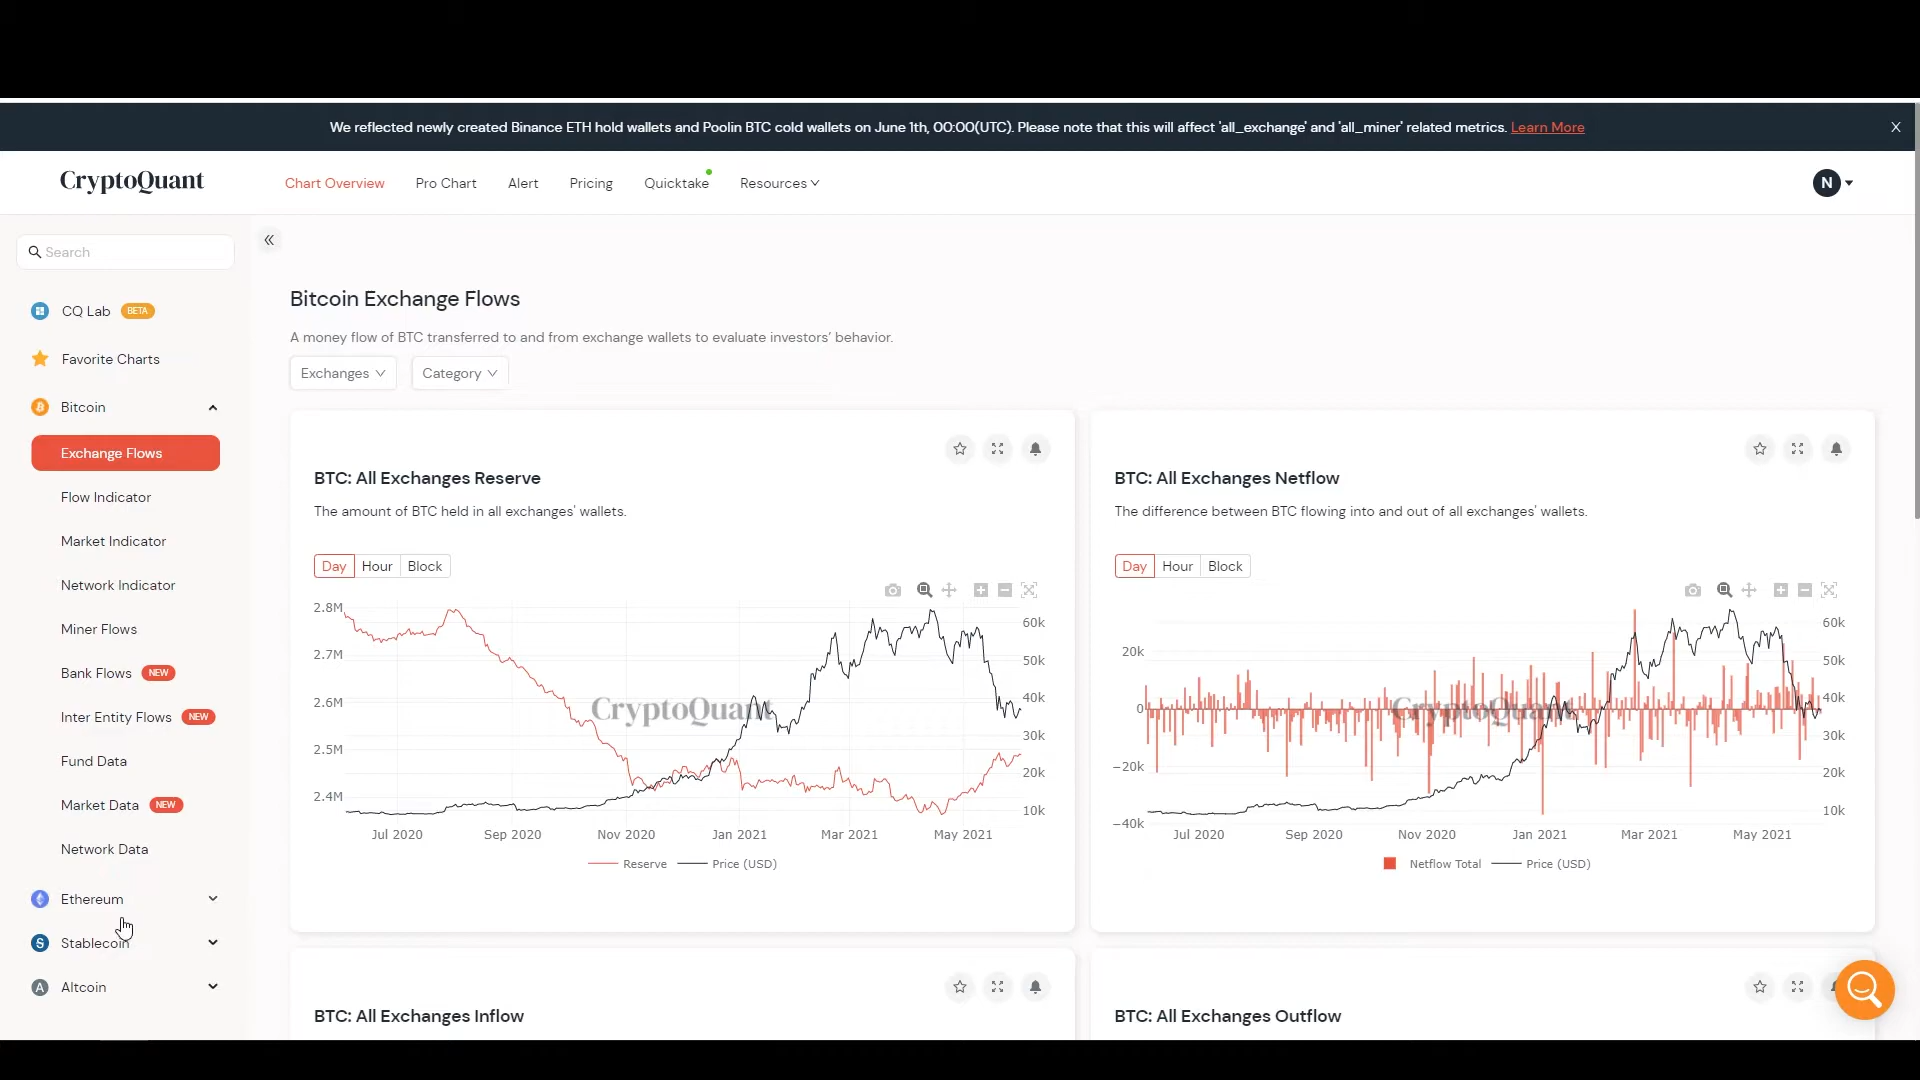 We reflected newly created Binance ETH hold wallets and Poolin BTC cold wallets on June 1th, 00:00(UTC). Please note that this will affect 'all_exchange' and 'all_miner' related metrics. Learn More
X
CryptoQuant
Chart Overview
Pro Chart
Alert
Pricing
Quicktake
Resources
N
Search
CQ Lab BETA
Favorite Charts
Bitcoin
Exchange Flows
Flow Indicator
Market Indicator
Network Indicator
Miner Flows
Bank Flows NEW
Inter Entity Flows NEW
Fund Data
Market Data NEW
Network Data
Ethereum
Stablecoin
Altcoin
Bitcoin Exchange Flows
A money flow of BTC transferred to and from exchange wallets to evaluate investors' behavior.
Exchanges
Category
BTC: All Exchanges Reserve
The amount of BTC held in all exchanges' wallets.
Day Hour Block
2.8M
2.7M
2.6M
2.5M
2.4M
60k
50k
40k
30k
20k
10k
CryptoQuant
Jul 2020 Sep 2020 Nov 2020 Jan 2021 Mar 2021 May 2021
Reserve Price (USD)
BTC: All Exchanges Netflow
The difference between BTC flowing into and out of all exchanges' wallets.
Day Hour Block
20k
0
−20k
−40k
60k
50k
40k
30k
20k
10k
CryptoQuant
Jul 2020 Sep 2020 Nov 2020 Jan 2021 Mar 2021 May 2021
Netflow Total Price (USD)
BTC: All Exchanges Inflow
BTC: All Exchanges Outflow